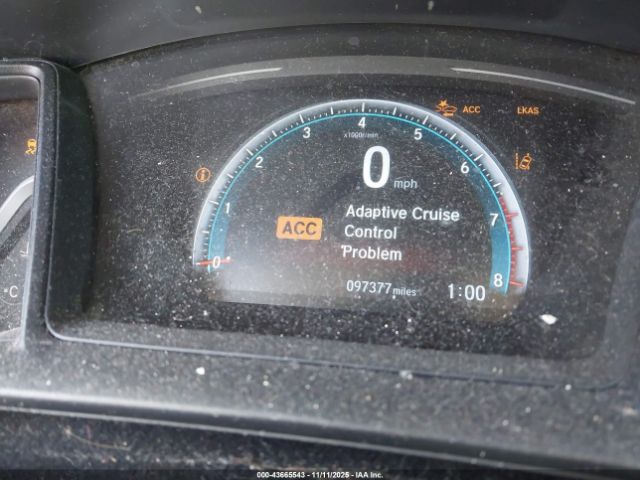 ACC
LKAS
x1000r/min
0 1 2 3 4 5 6 7 8
0 mph
i
ACC
Adaptive Cruise
Control
Problem
097377 miles
1:00
°C
000-43665543 - 11/11/2025 - IAA Inc.